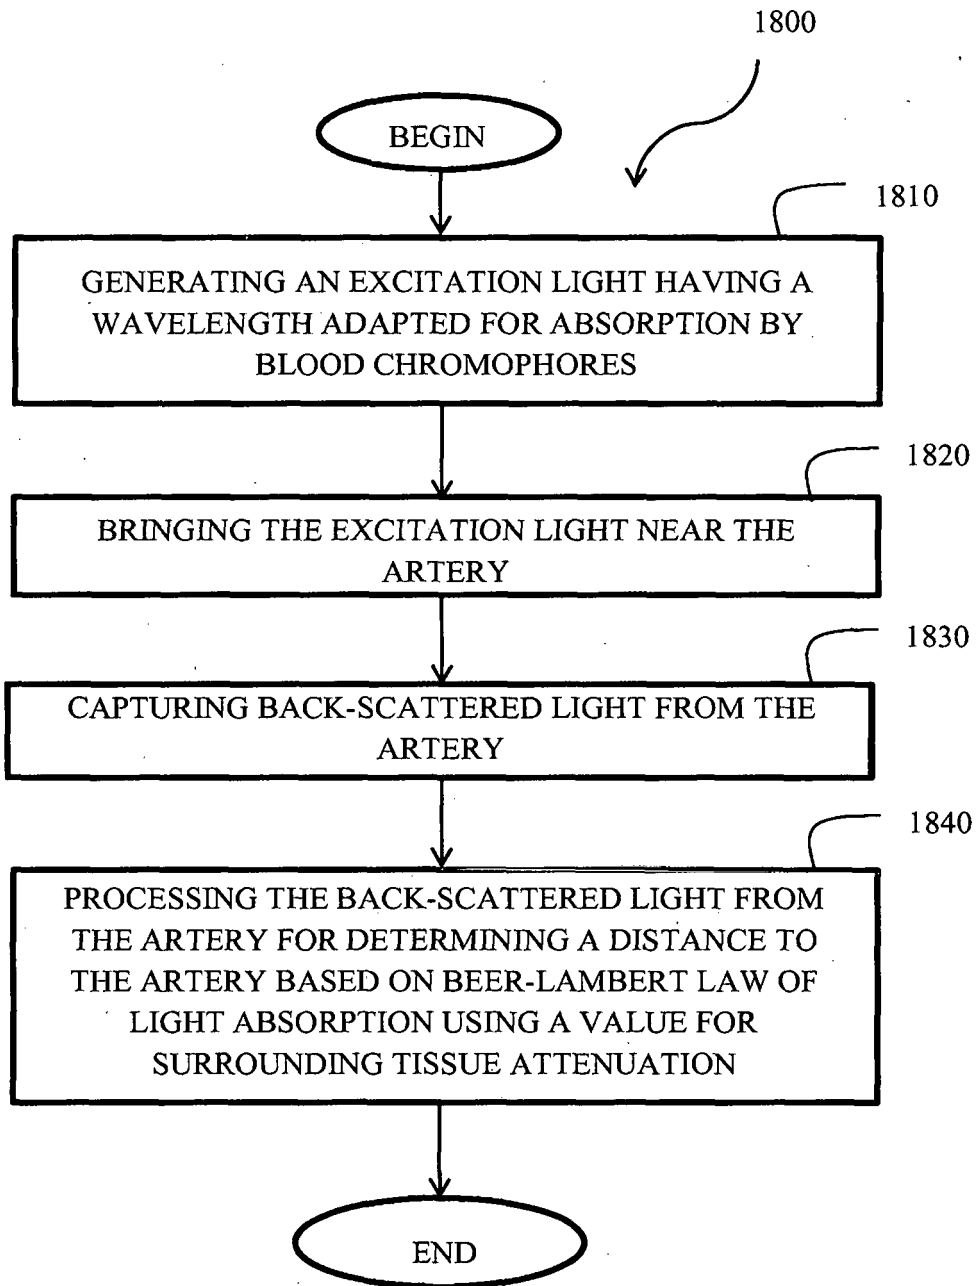 1800
BEGIN
1810
GENERATING AN EXCITATION LIGHT HAVING A
WAVELENGTH ADAPTED FOR ABSORPTION BY
BLOOD CHROMOPHORES
1820
BRINGING THE EXCITATION LIGHT NEAR THE
ARTERY
1830
CAPTURING BACK-SCATTERED LIGHT FROM THE
ARTERY
1840
PROCESSING THE BACK-SCATTERED LIGHT FROM
THE ARTERY FOR DETERMINING A DISTANCE TO
THE ARTERY BASED ON BEER-LAMBERT LAW OF
LIGHT ABSORPTION USING A VALUE FOR
SURROUNDING TISSUE ATTENUATION
END